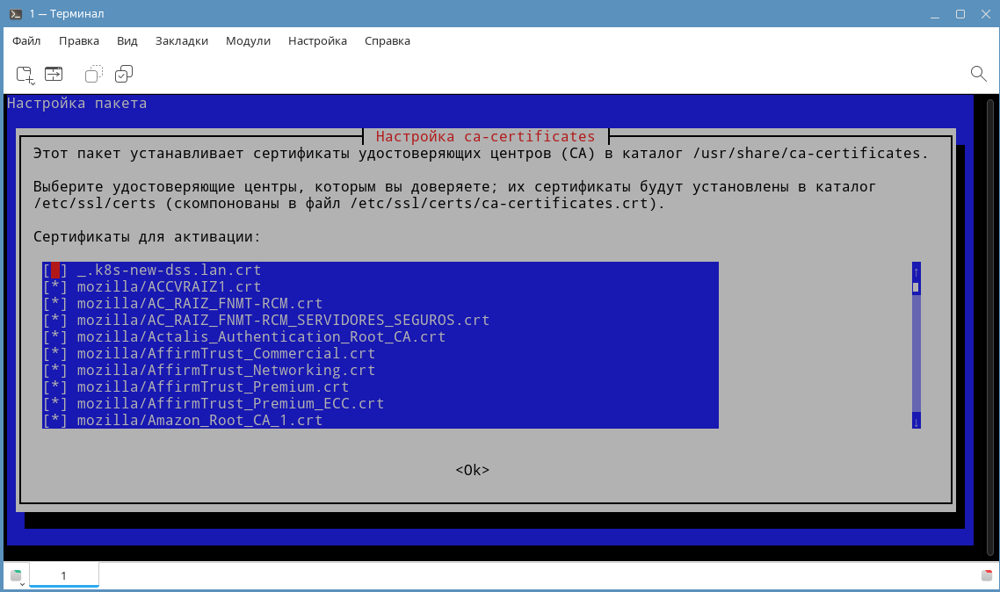 1 — Терминал
Файл Правка Вид Закладки Модули Настройка Справка
Настройка пакета
Настройка ca-certificates
Этот пакет устанавливает сертификаты удостоверяющих центров (CA) в каталог /usr/share/ca-certificates.
Выберите удостоверяющие центры, которым вы доверяете; их сертификаты будут установлены в каталог
/etc/ssl/certs (скомпонованы в файл /etc/ssl/certs/ca-certificates.crt).
Сертификаты для активации:
[ ] _.k8s-new-dss.lan.crt
[*] mozilla/ACCVRAIZ1.crt
[*] mozilla/AC_RAIZ_FNMT-RCM.crt
[*] mozilla/AC_RAIZ_FNMT-RCM_SERVIDORES_SEGUROS.crt
[*] mozilla/Actalis_Authentication_Root_CA.crt
[*] mozilla/AffirmTrust_Commercial.crt
[*] mozilla/AffirmTrust_Networking.crt
[*] mozilla/AffirmTrust_Premium.crt
[*] mozilla/AffirmTrust_Premium_ECC.crt
[*] mozilla/Amazon_Root_CA_1.crt
<Ok>
1